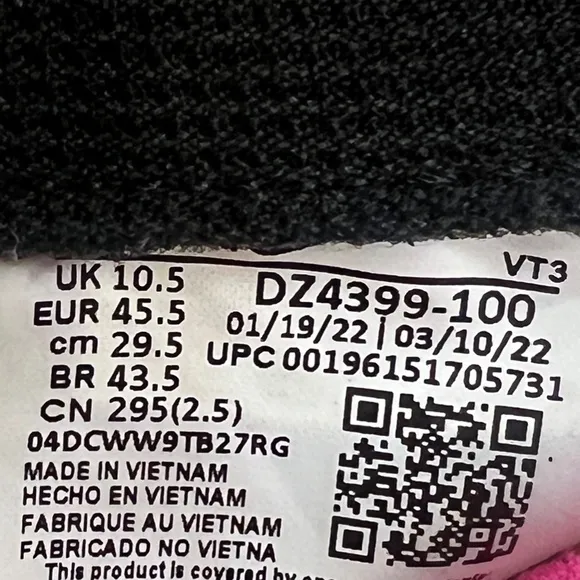 VT3
UK 10.5
EUR 45.5
cm 29.5
BR 43.5
CN 295(2.5)
DZ4399-100
01/19/22 | 03/10/22
UPC 00196151705731
04DCWW9TB27RG
MADE IN VIETNAM
HECHO EN VIETNAM
FABRIQUE AU VIETNAM
FABRICADO NO VIETNA
This product is covered by